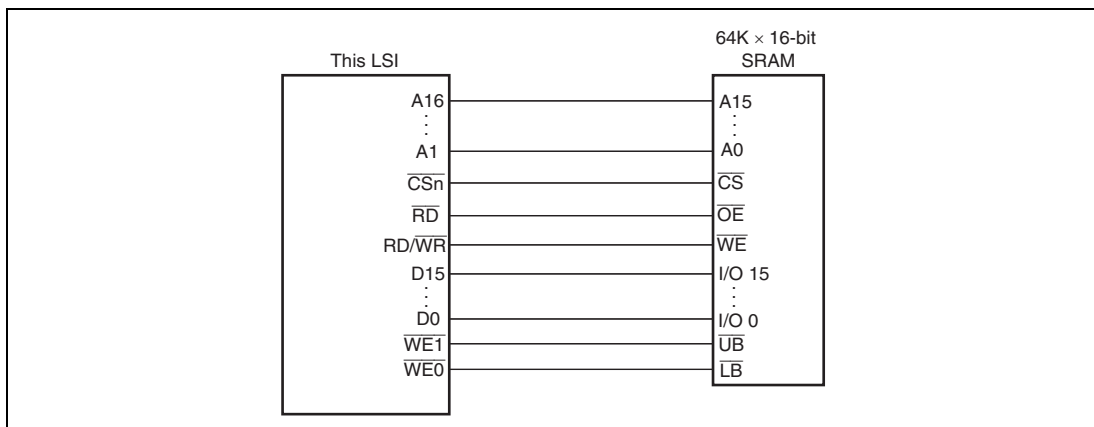 64K × 16-bit
This LSI SRAM
A16 A15
A1 A0
CSn CS
RD OE
RD/WR WE
D15 I/O 15
D0 I/O 0
WE1 UB
WE0 LB